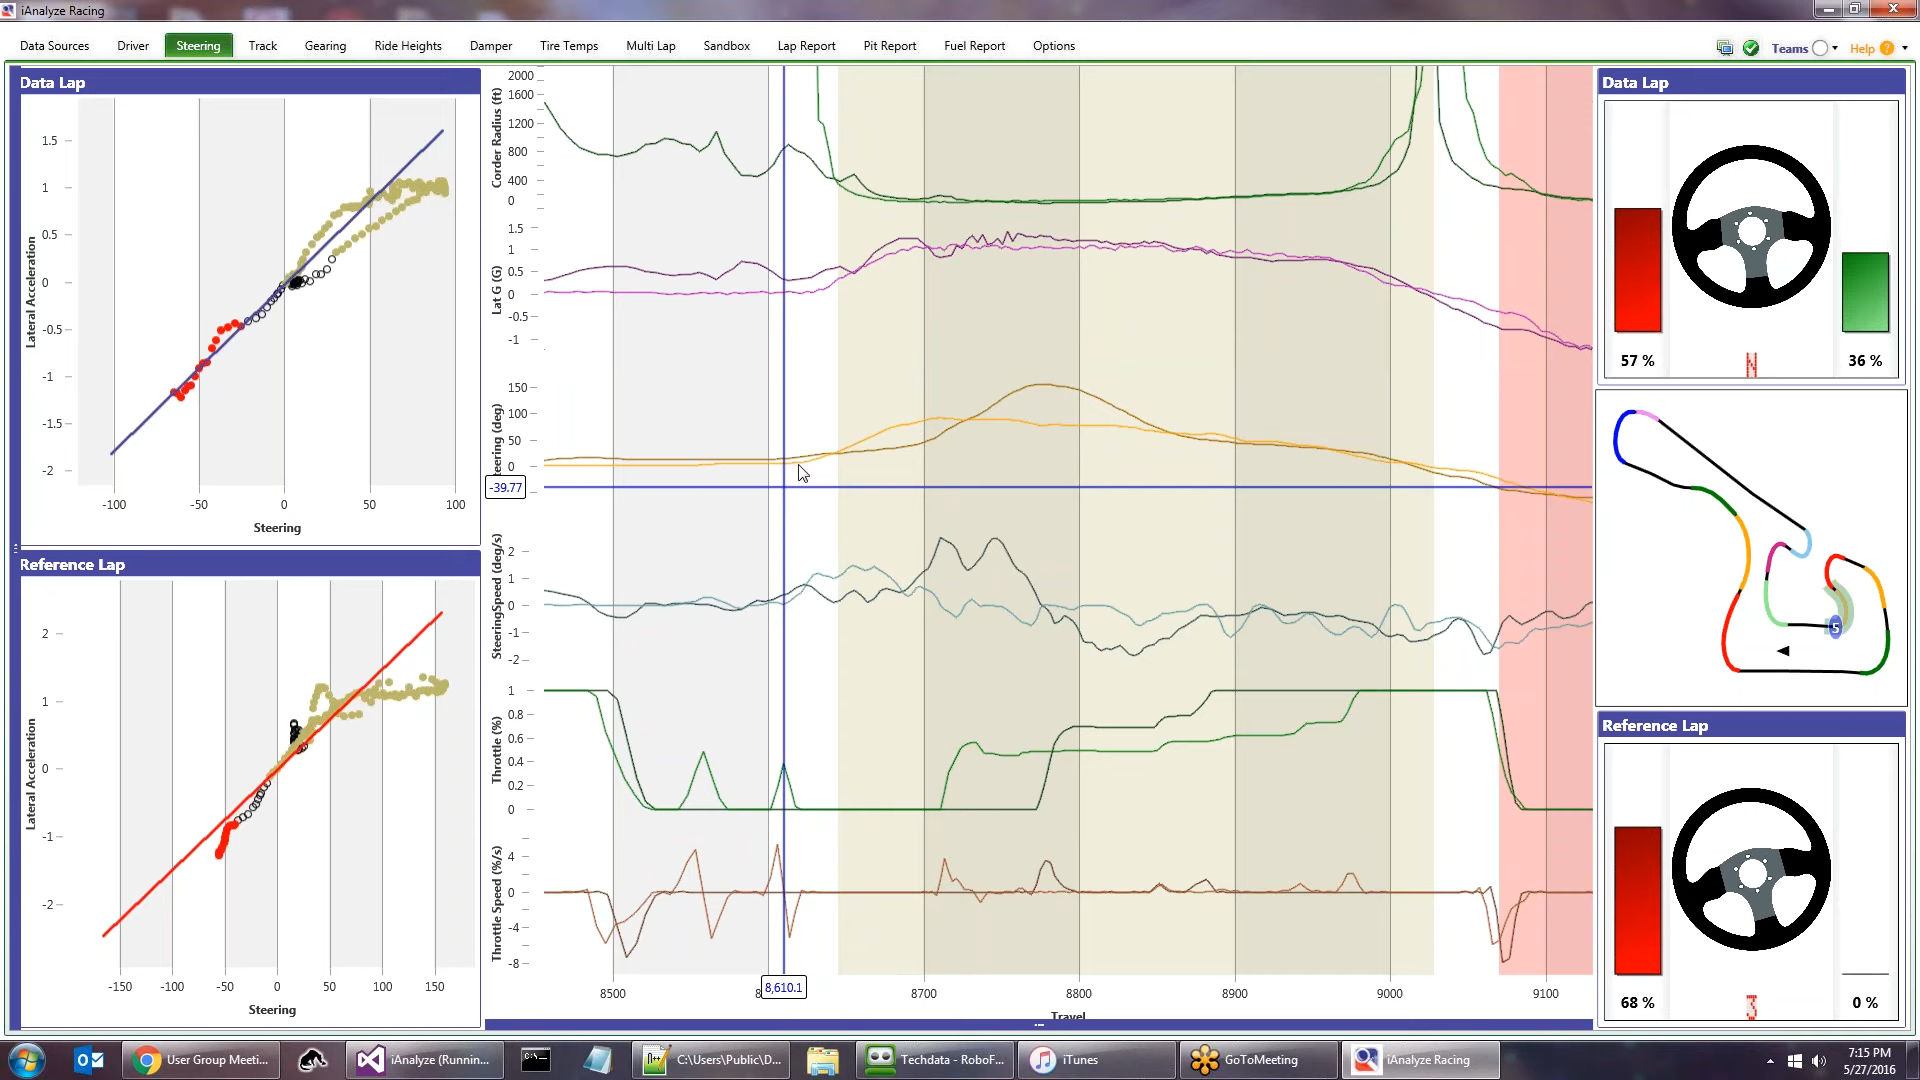 iAnalyze Racing
Data Sources Driver Steering Track Gearing Ride Heights Damper Tire Temps Multi Lap Sandbox Lap Report Pit Report Fuel Report Options
Teams Help ?
Data Lap
Lateral Acceleration
1.5
1
0.5
0
-0.5
-1
-1.5
-2
-100 -50 0 50 100
Steering
Reference Lap
Lateral Acceleration
2
1
0
-1
-2
-150 -100 -50 0 50 100 150
Steering
Corder Radius (ft)
2000
1600
1200
800
400
0
Lat G (G)
1.5
1
0.5
0
-0.5
-1
teering (deg)
150
100
50
0
-39.77
SteeringSpeed (deg/s)
2
1
0
-1
-2
Throttle (%)
1
0.8
0.6
0.4
0.2
0
Throttle Speed (%/s)
4
0
-4
-8
8500 8,610.1 8700 8800 8900 9000 9100
Travel
Data Lap
57 % N 36 %
5
Reference Lap
68 % 3 0 %
User Group Meeti... iAnalyze (Runnin... C:\Users\Public\D... Techdata - RoboF... iTunes GoToMeeting iAnalyze Racing
7:15 PM
5/27/2016